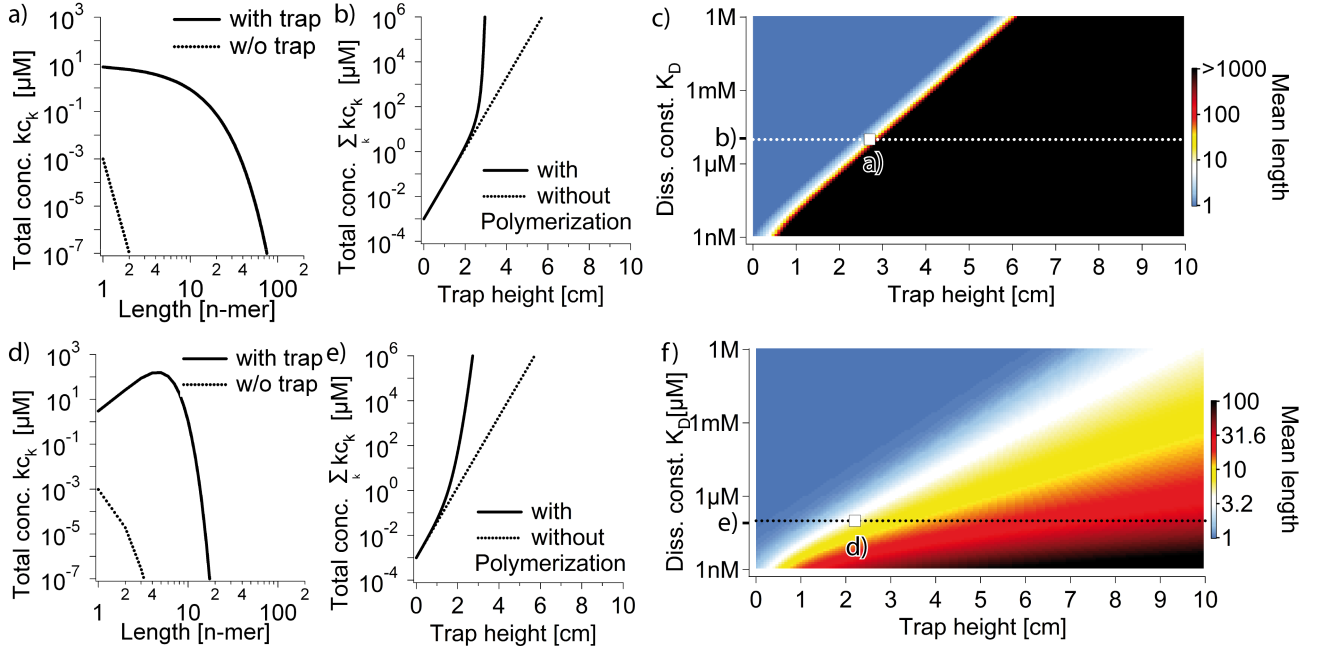 a)
with trap
w/o trap
Total conc. kc_k [µM]
10^3
10^1
10^-1
10^-3
10^-5
10^-7
2 4 2 4 2
1 10 100
Length [n-mer]
b)
Total conc. Σ_k kc_k [µM]
10^6
10^4
10^2
10^0
10^-2
10^-4
with
without
Polymerization
0 2 4 6 8 10
Trap height [cm]
c)
Diss. const. K_D
1M
1mM
b)
1µM
1nM
a)
0 1 2 3 4 5 6 7 8 9 10
Trap height [cm]
>1000
100
10
1
Mean length
d)
with trap
w/o trap
Total conc. kc_k [µM]
10^3
10^1
10^-1
10^-3
10^-5
10^-7
2 4 2 4 2
1 10 100
Length [n-mer]
e)
Total conc. Σ_k kc_k [µM]
10^6
10^4
10^2
10^0
10^-2
10^-4
with
without
Polymerization
0 2 4 6 8 10
Trap height [cm]
f)
Diss. const. K_D[µM]
1M
1mM
1µM
e)
1nM
d)
0 1 2 3 4 5 6 7 8 9 10
Trap height [cm]
100
31.6
10
3.2
1
Mean length